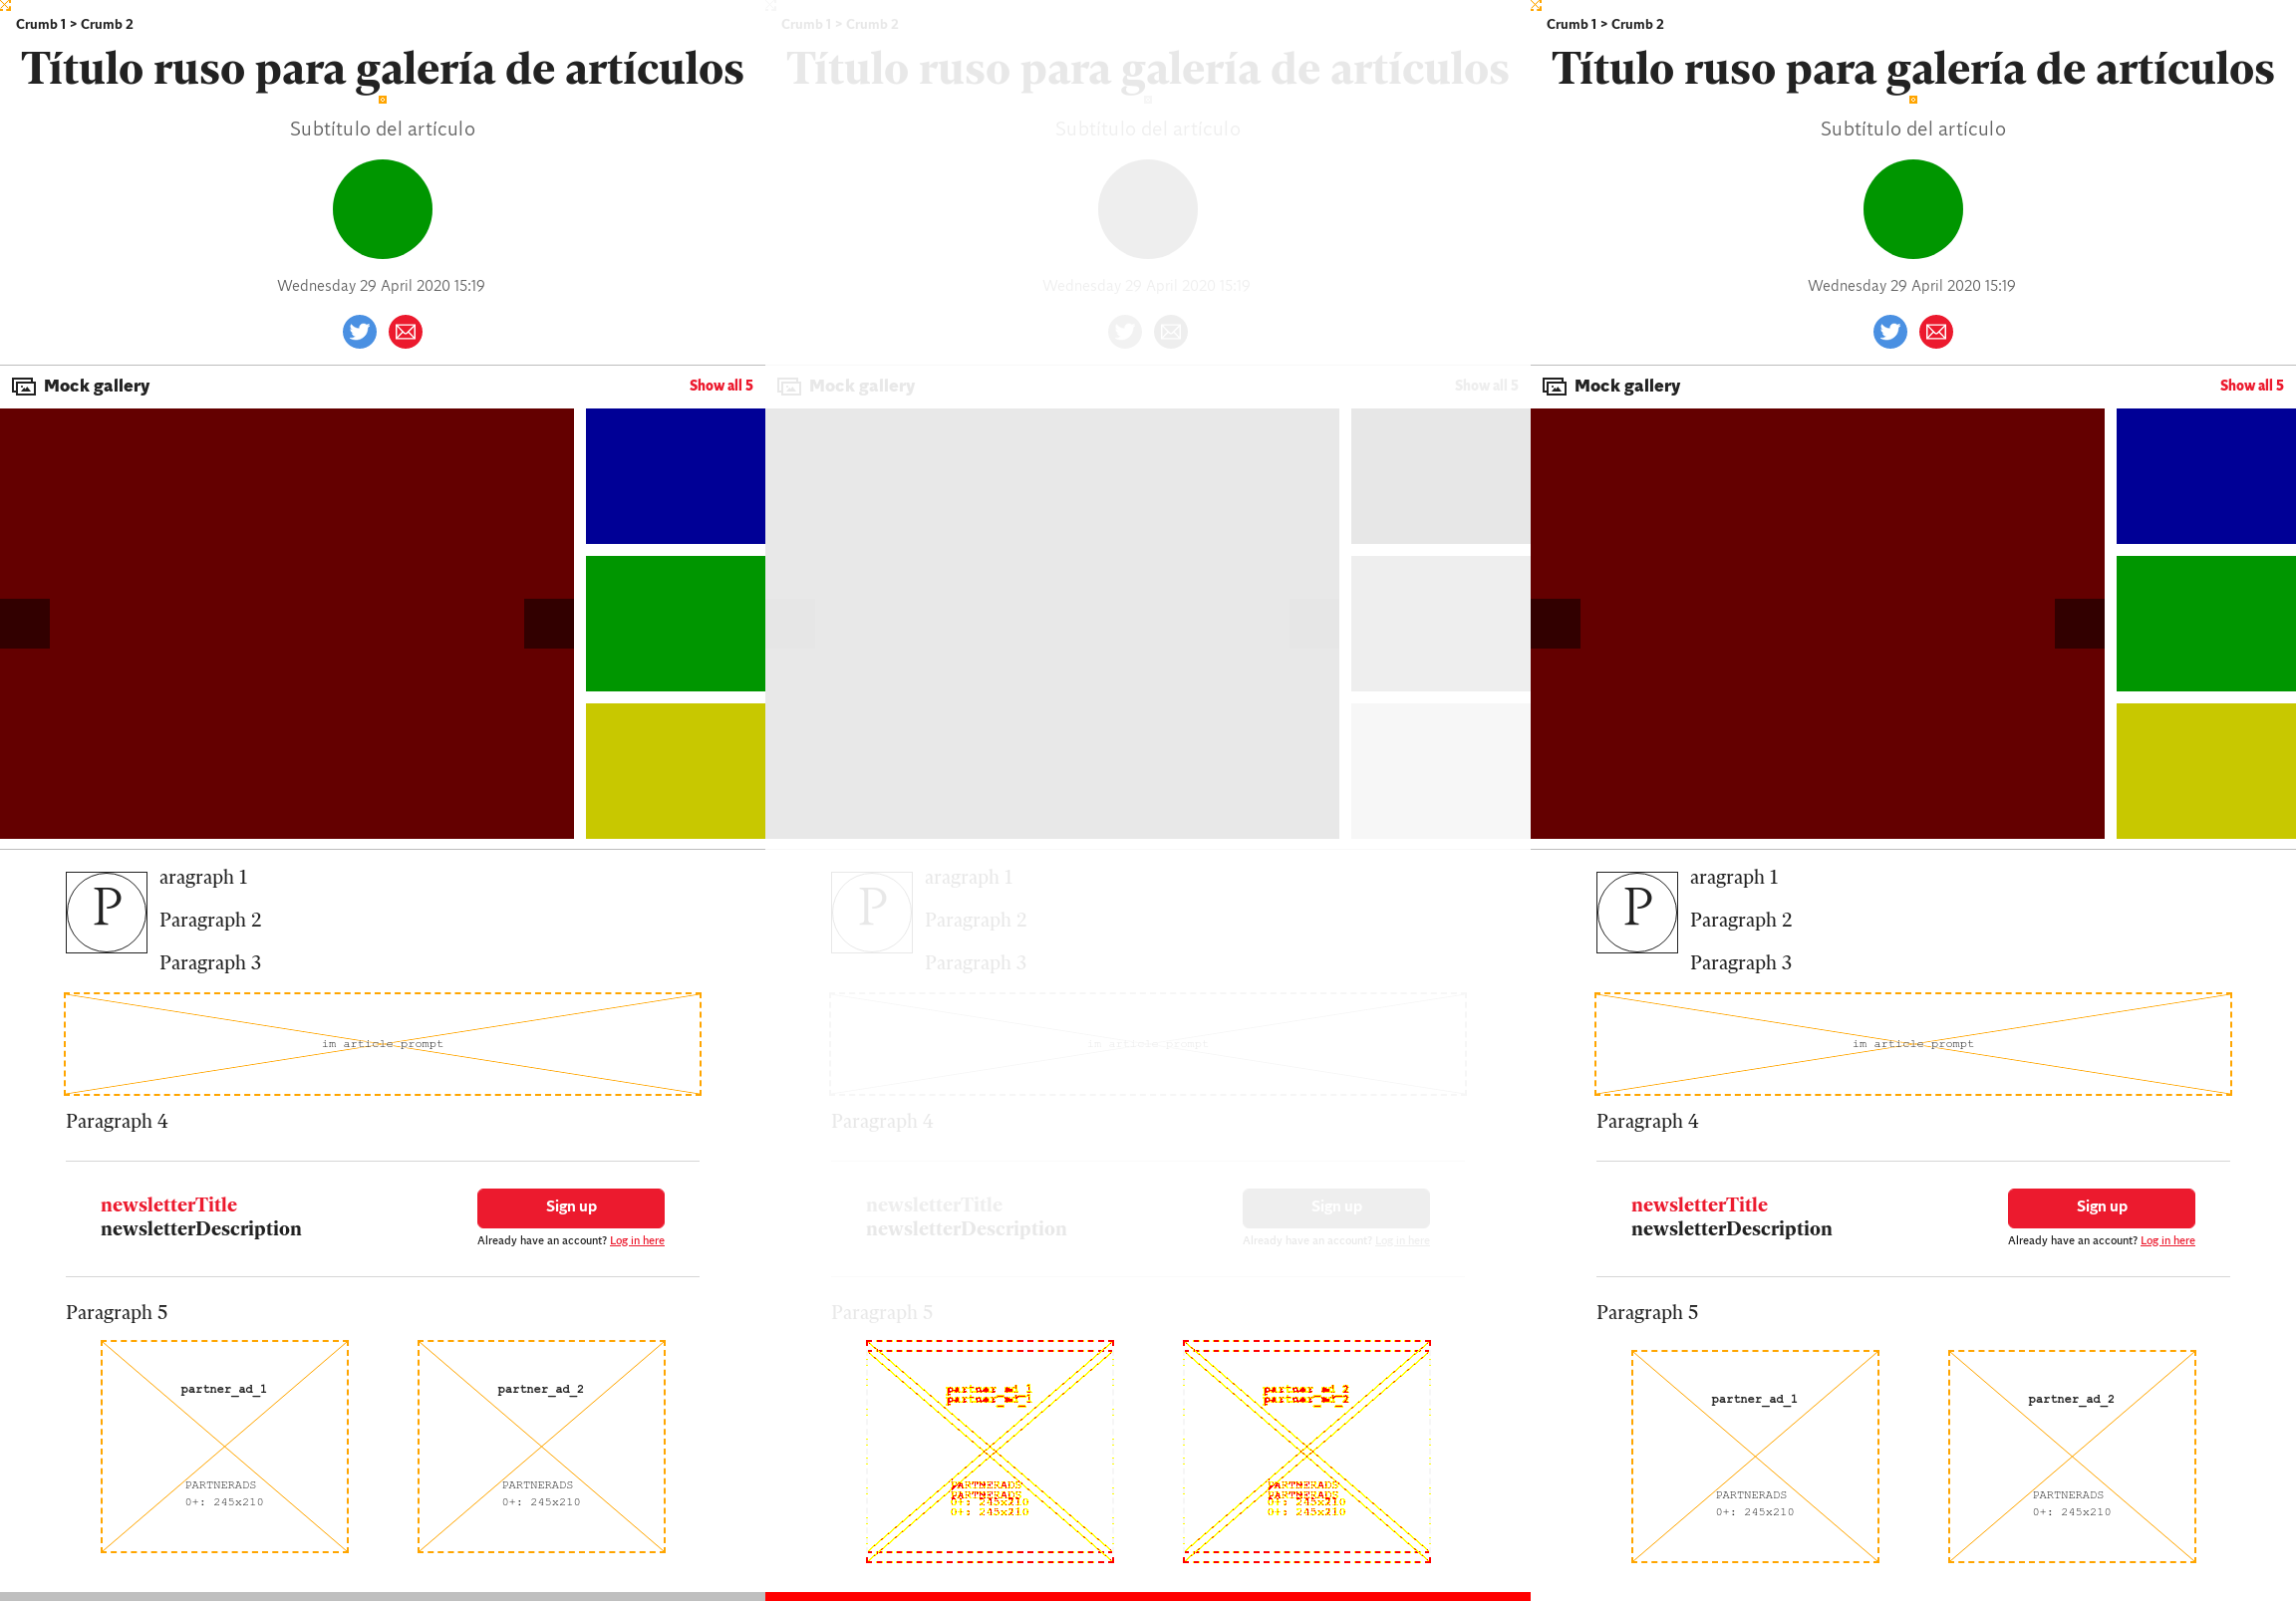 Crumb 1 > Crumb 2
Título ruso para galería de artículos
Subtítulo del artículo
Wednesday 29 April 2020 15:19
Mock gallery
Show all 5
P
aragraph 1
Paragraph 2
Paragraph 3
im article prompt
Paragraph 4
newsletterTitle
newsletterDescription
Sign up
Already have an account? Log in here
Paragraph 5
partner_ad_1
PARTNERADS
0+: 245x210
partner_ad_2
PARTNERADS
0+: 245x210
Crumb 1 > Crumb 2
Título ruso para galería de artículos
Subtítulo del artículo
Wednesday 29 April 2020 15:19
Mock gallery
Show all 5
P
aragraph 1
Paragraph 2
Paragraph 3
im article prompt
Paragraph 4
newsletterTitle
newsletterDescription
Sign up
Already have an account? Log in here
Paragraph 5
partner_ad_1
partner_ad_1
PARTNERADS
PARTNERADS
0+: 245x210
0+: 245x210
partner_ad_2
partner_ad_2
PARTNERADS
PARTNERADS
0+: 245x210
0+: 245x210
Crumb 1 > Crumb 2
Título ruso para galería de artículos
Subtítulo del artículo
Wednesday 29 April 2020 15:19
Mock gallery
Show all 5
P
aragraph 1
Paragraph 2
Paragraph 3
im article prompt
Paragraph 4
newsletterTitle
newsletterDescription
Sign up
Already have an account? Log in here
Paragraph 5
partner_ad_1
PARTNERADS
0+: 245x210
partner_ad_2
PARTNERADS
0+: 245x210